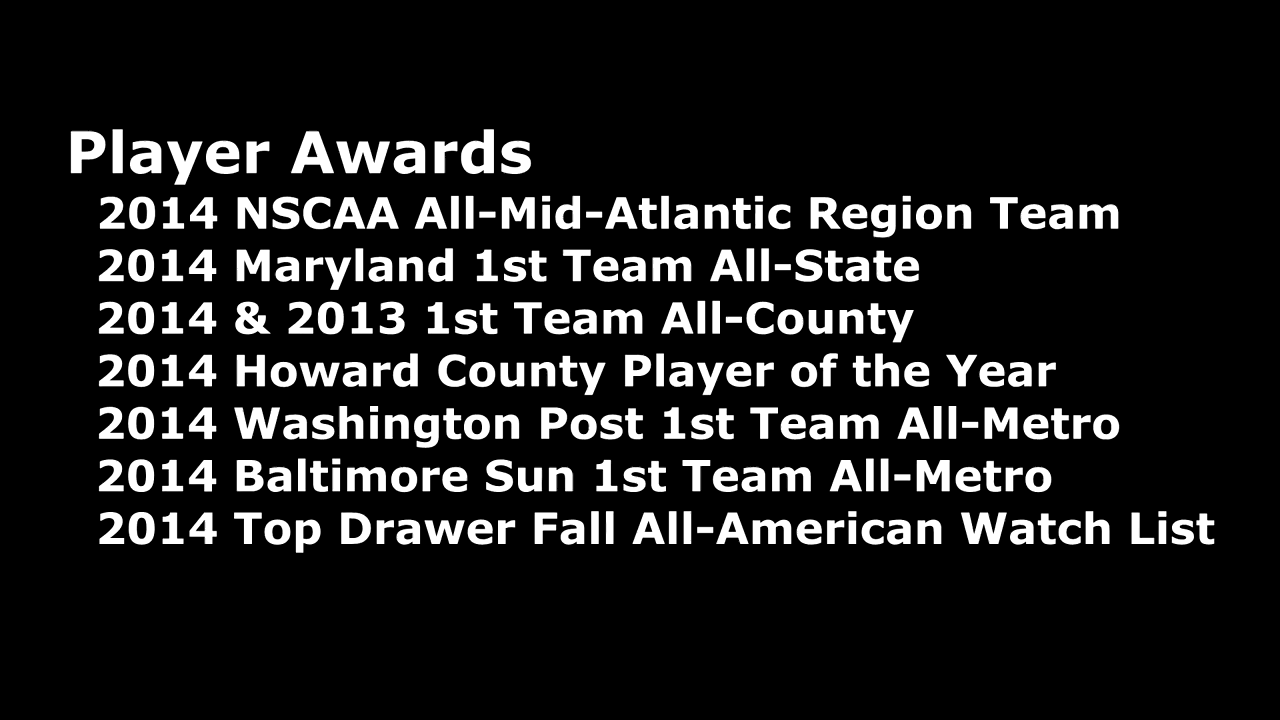 Player Awards
2014 NSCAA All-Mid-Atlantic Region Team
2014 Maryland 1st Team All-State
2014 & 2013 1st Team All-County
2014 Howard County Player of the Year
2014 Washington Post 1st Team All-Metro
2014 Baltimore Sun 1st Team All-Metro
2014 Top Drawer Fall All-American Watch List